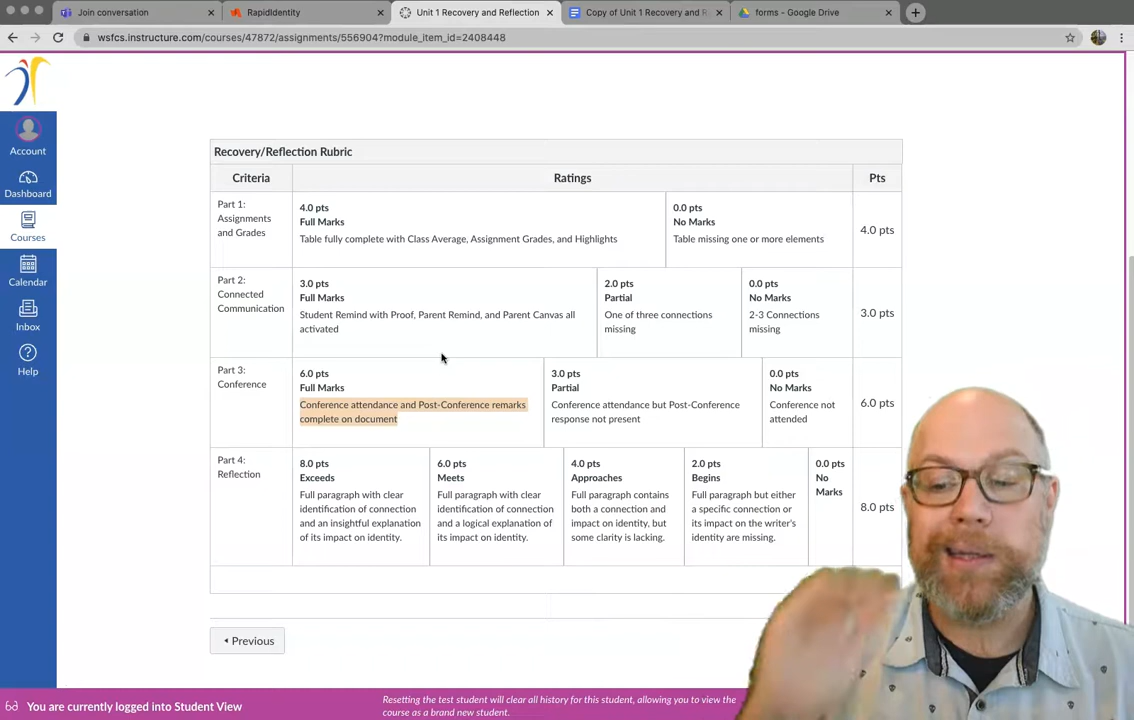 Join conversation
RapidIdentity
Unit 1 Recovery and Reflection
Copy of Unit 1 Recovery and R
forms - Google Drive
wsfcs.instructure.com/courses/47872/assignments/556904?module_item_id=2408448
Account
Dashboard
Courses
Calendar
Inbox
Help
Recovery/Reflection Rubric
Criteria
Ratings
Pts
Part 1:
Assignments
and Grades
4.0 pts
Full Marks
Table fully complete with Class Average, Assignment Grades, and Highlights
0.0 pts
No Marks
Table missing one or more elements
4.0 pts
Part 2:
Connected
Communication
3.0 pts
Full Marks
Student Remind with Proof, Parent Remind, and Parent Canvas all
activated
2.0 pts
Partial
One of three connections
missing
0.0 pts
No Marks
2-3 Connections
missing
3.0 pts
Part 3:
Conference
6.0 pts
Full Marks
Conference attendance and Post-Conference remarks
complete on document
3.0 pts
Partial
Conference attendance but Post-Conference
response not present
0.0 pts
No Marks
Conference not
attended
6.0 pts
Part 4:
Reflection
8.0 pts
Exceeds
Full paragraph with clear
identification of connection
and an insightful explanation
of its impact on identity.
6.0 pts
Meets
Full paragraph with clear
identification of connection
and a logical explanation of
its impact on identity.
4.0 pts
Approaches
Full paragraph contains
both a connection and
impact on identity, but
some clarity is lacking.
2.0 pts
Begins
Full paragraph but either
a specific connection or
its impact on the writer's
identity are missing.
0.0 pts
No
Marks
8.0 pts
Previous
You are currently logged into Student View
Resetting the test student will clear all history for this student, allowing you to view the
course as a brand new student.